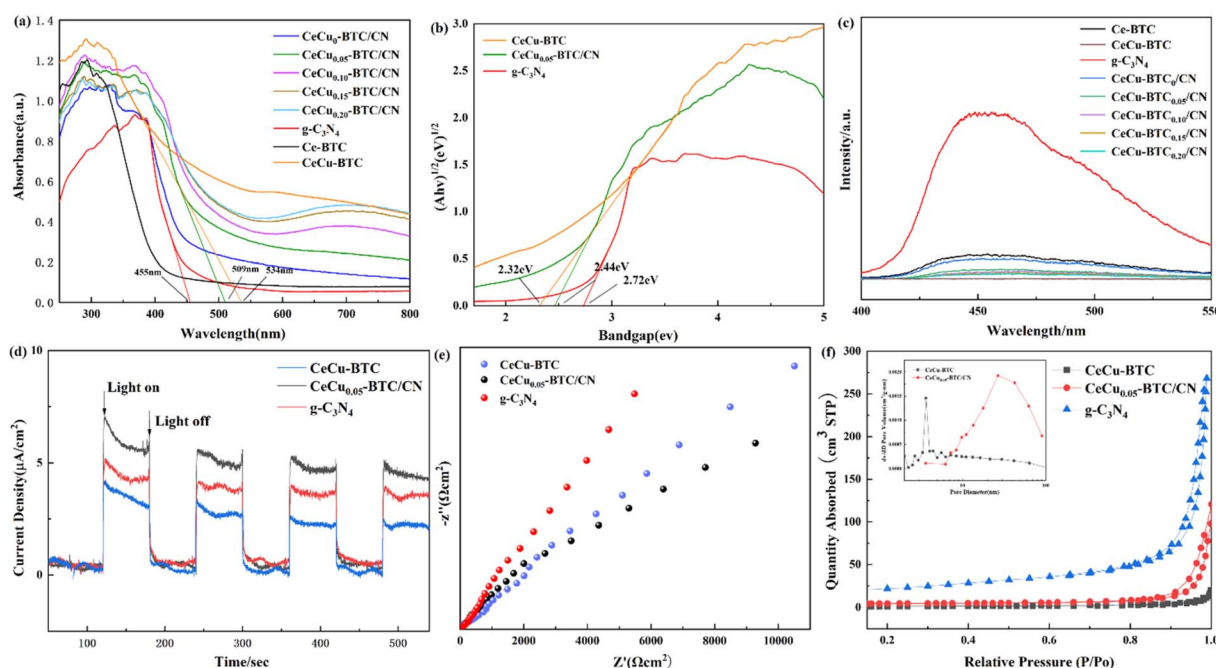 (a)
CeCu₀-BTC/CN
CeCu₀.₀₅-BTC/CN
CeCu₀.₁₀-BTC/CN
CeCu₀.₁₅-BTC/CN
CeCu₀.₂₀-BTC/CN
g-C₃N₄
Ce-BTC
CeCu-BTC
Absorbance(a.u.)
1.4
1.2
1.0
0.8
0.6
0.4
0.2
0.0
455nm
509nm
534nm
300 400 500 600 700 800
Wavelength(nm)
(b)
CeCu-BTC
CeCu₀.₀₅-BTC/CN
g-C₃N₄
(Ahv)¹/²(eV)¹/²
3.0
2.5
2.0
1.5
1.0
0.5
0.0
2.32eV
2.44eV
2.72eV
2 3 4 5
Bandgap(ev)
(c)
Ce-BTC
CeCu-BTC
g-C₃N₄
CeCu-BTC₀/CN
CeCu-BTC₀.₀₅/CN
CeCu-BTC₀.₁₀/CN
CeCu-BTC₀.₁₅/CN
CeCu-BTC₀.₂₀/CN
Intensity/a.u.
400 450 500 550
Wavelength/nm
(d)
CeCu-BTC
CeCu₀.₀₅-BTC/CN
g-C₃N₄
Light on
Light off
Current Density(μA/cm²)
10
5
0
100 200 300 400 500
Time/sec
(e)
CeCu-BTC
CeCu₀.₀₅-BTC/CN
g-C₃N₄
-Z''(Ωcm²)
0 2000 4000 6000 8000 10000
Z'(Ωcm²)
(f)
CeCu-BTC
CeCu₀.₀₅-BTC/CN
g-C₃N₄
Quantity Absorbed (cm³ STP)
300
250
200
150
100
50
0
CeCu-BTC
Pore Diameter(nm)
0.2 0.4 0.6 0.8 1.0
Relative Pressure (P/Po)